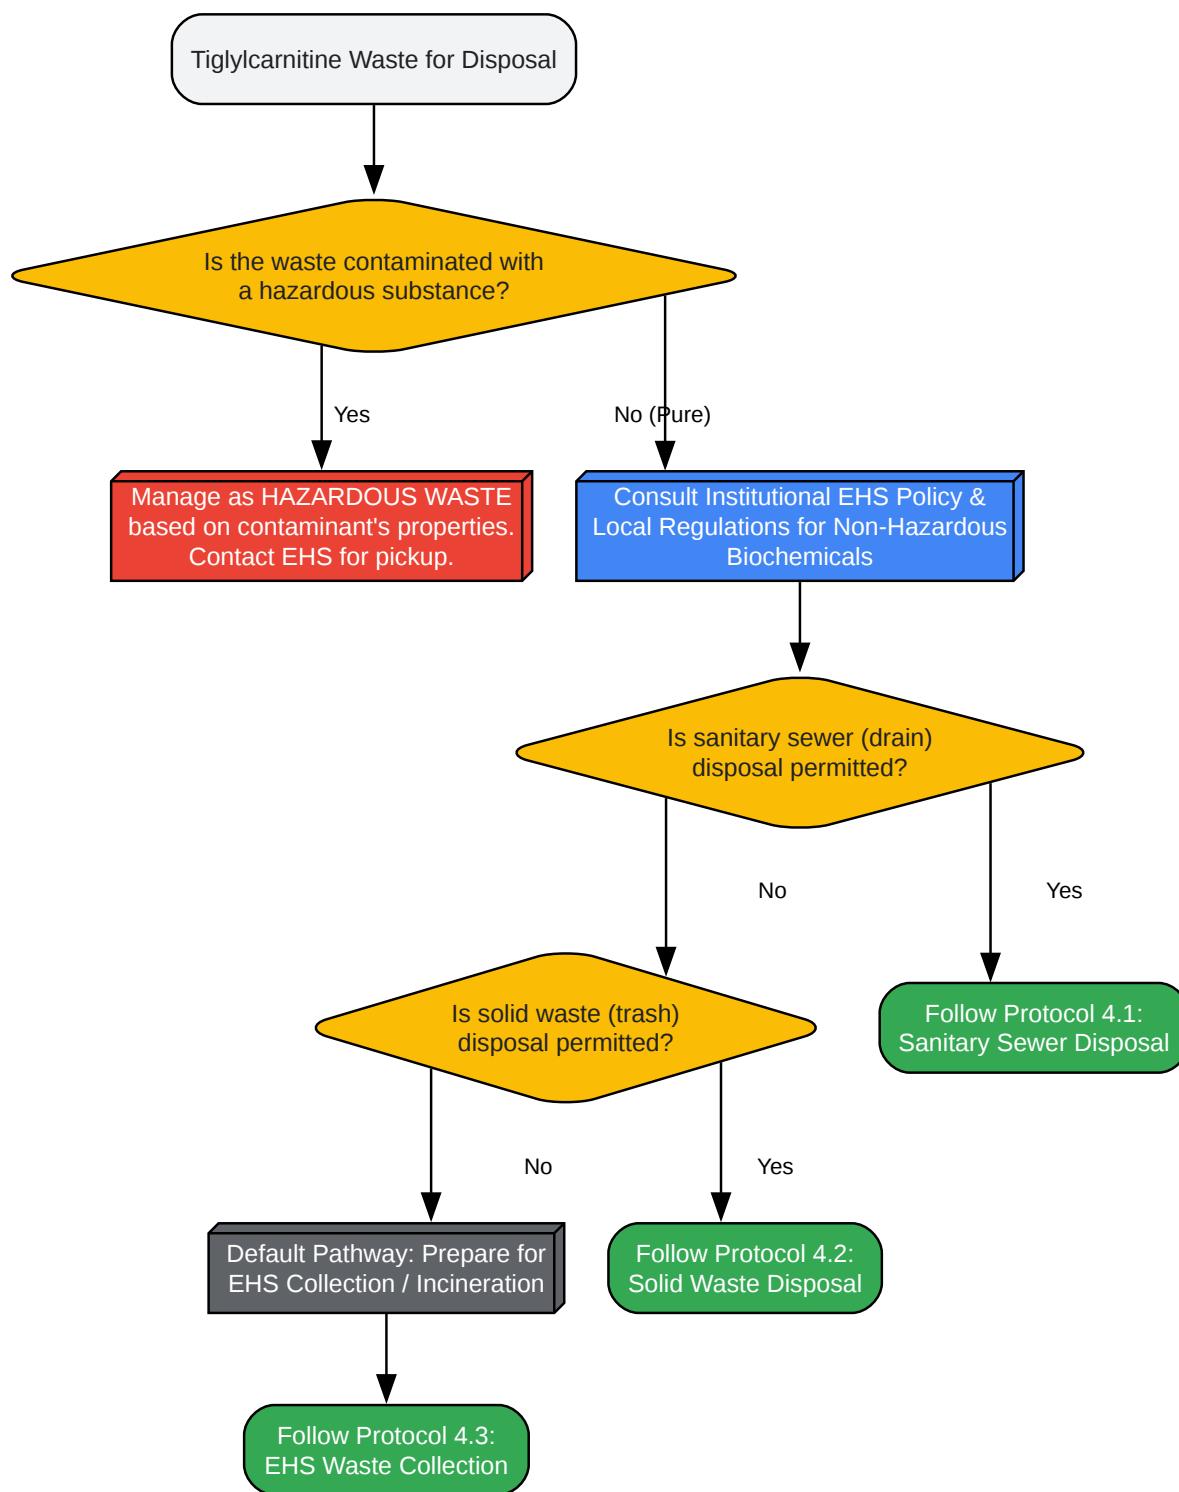 Tiglylcarnitine Waste for Disposal
Is the waste contaminated with
a hazardous substance?
Yes
No (Pure)
Manage as HAZARDOUS WASTE
based on contaminant's properties.
Contact EHS for pickup.
Consult Institutional EHS Policy &
Local Regulations for Non-Hazardous
Biochemicals
Is sanitary sewer (drain)
disposal permitted?
No
Yes
Is solid waste (trash)
disposal permitted?
Follow Protocol 4.1:
Sanitary Sewer Disposal
No
Yes
Default Pathway: Prepare for
EHS Collection / Incineration
Follow Protocol 4.2:
Solid Waste Disposal
Follow Protocol 4.3:
EHS Waste Collection